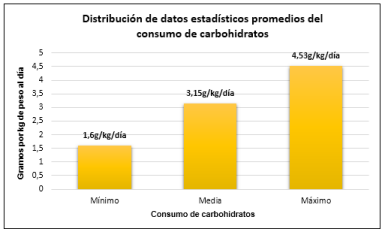 Distribución de datos estadísticos promedios del
consumo de carbohidratos
Gramos por kg de peso al día
5
4,5
4
3,5
3
2,5
2
1,5
1
0,5
0
1,6g/kg/día
3,15g/kg/día
4,53g/kg/día
Mínimo
Media
Máximo
Consumo de carbohidratos